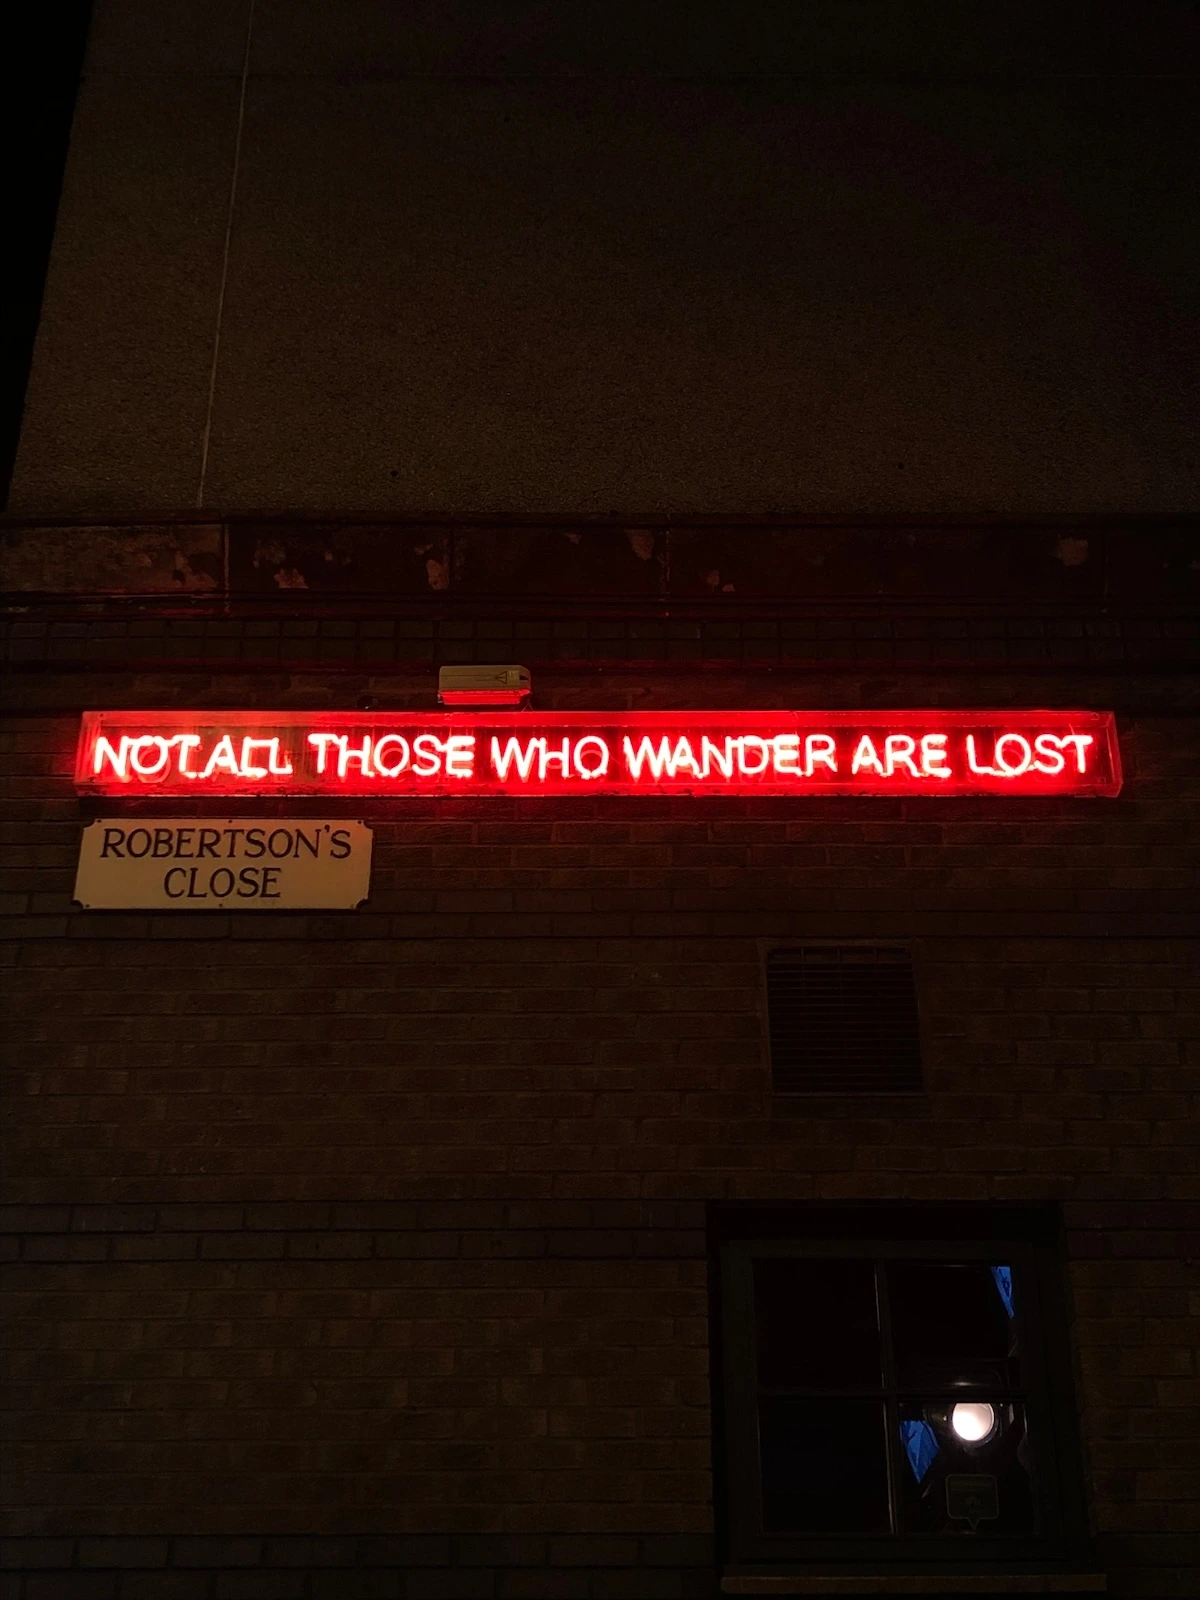 NOT ALL THOSE WHO WANDER ARE LOST
ROBERTSON'S
CLOSE